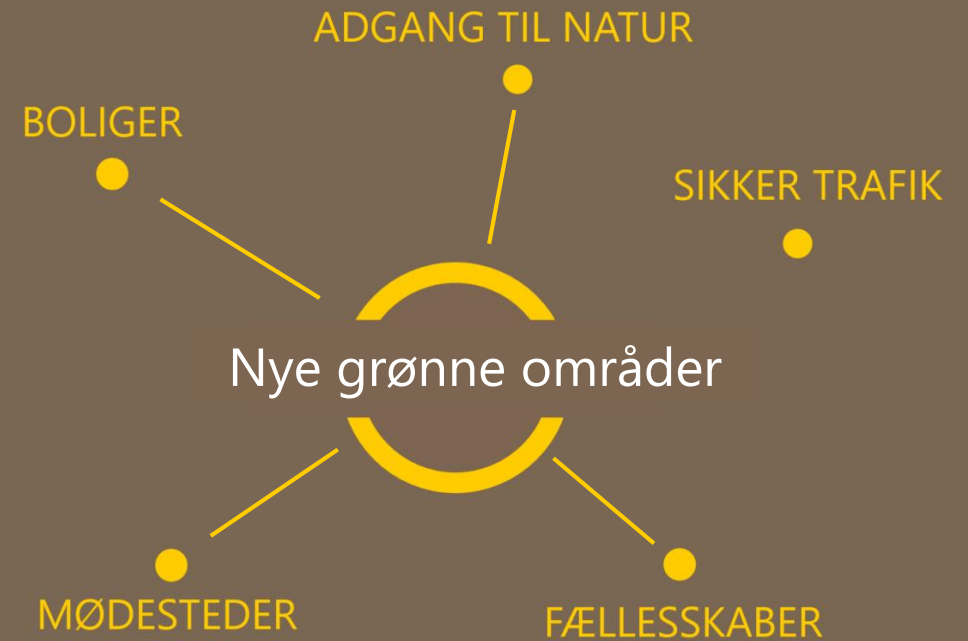 ADGANG TIL NATUR
BOLIGER
SIKKER TRAFIK
Nye grønne områder
MØDESTEDER
FÆLLESSKABER